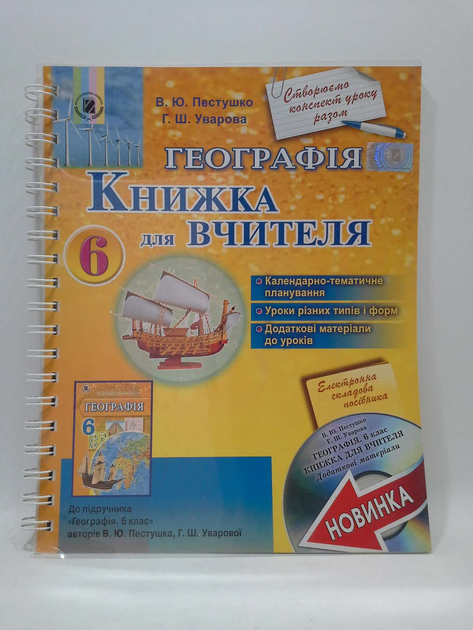 В. Ю. Пестушко
Г. Ш. Уварова
Створюємо
конспект уроку
разом
ГЕОГРАФІЯ
Книжка
для ВЧИТЕЛЯ
6
Календарно-тематичне
планування
Уроки різних типів і форм
Додаткові матеріали
до уроків
Електронна
складова
посібника
ГЕОГРАФІЯ
6
В. Ю. Пестушко
Г. Ш. Уварова
ГЕОГРАФІЯ, 6 клас
КНИЖКА ДЛЯ ВЧИТЕЛЯ
Додаткові матеріали
НОВИНКА
До підручника
«Географія. 6 клас»
авторів В. Ю. Пестушка, Г. Ш. Уварової